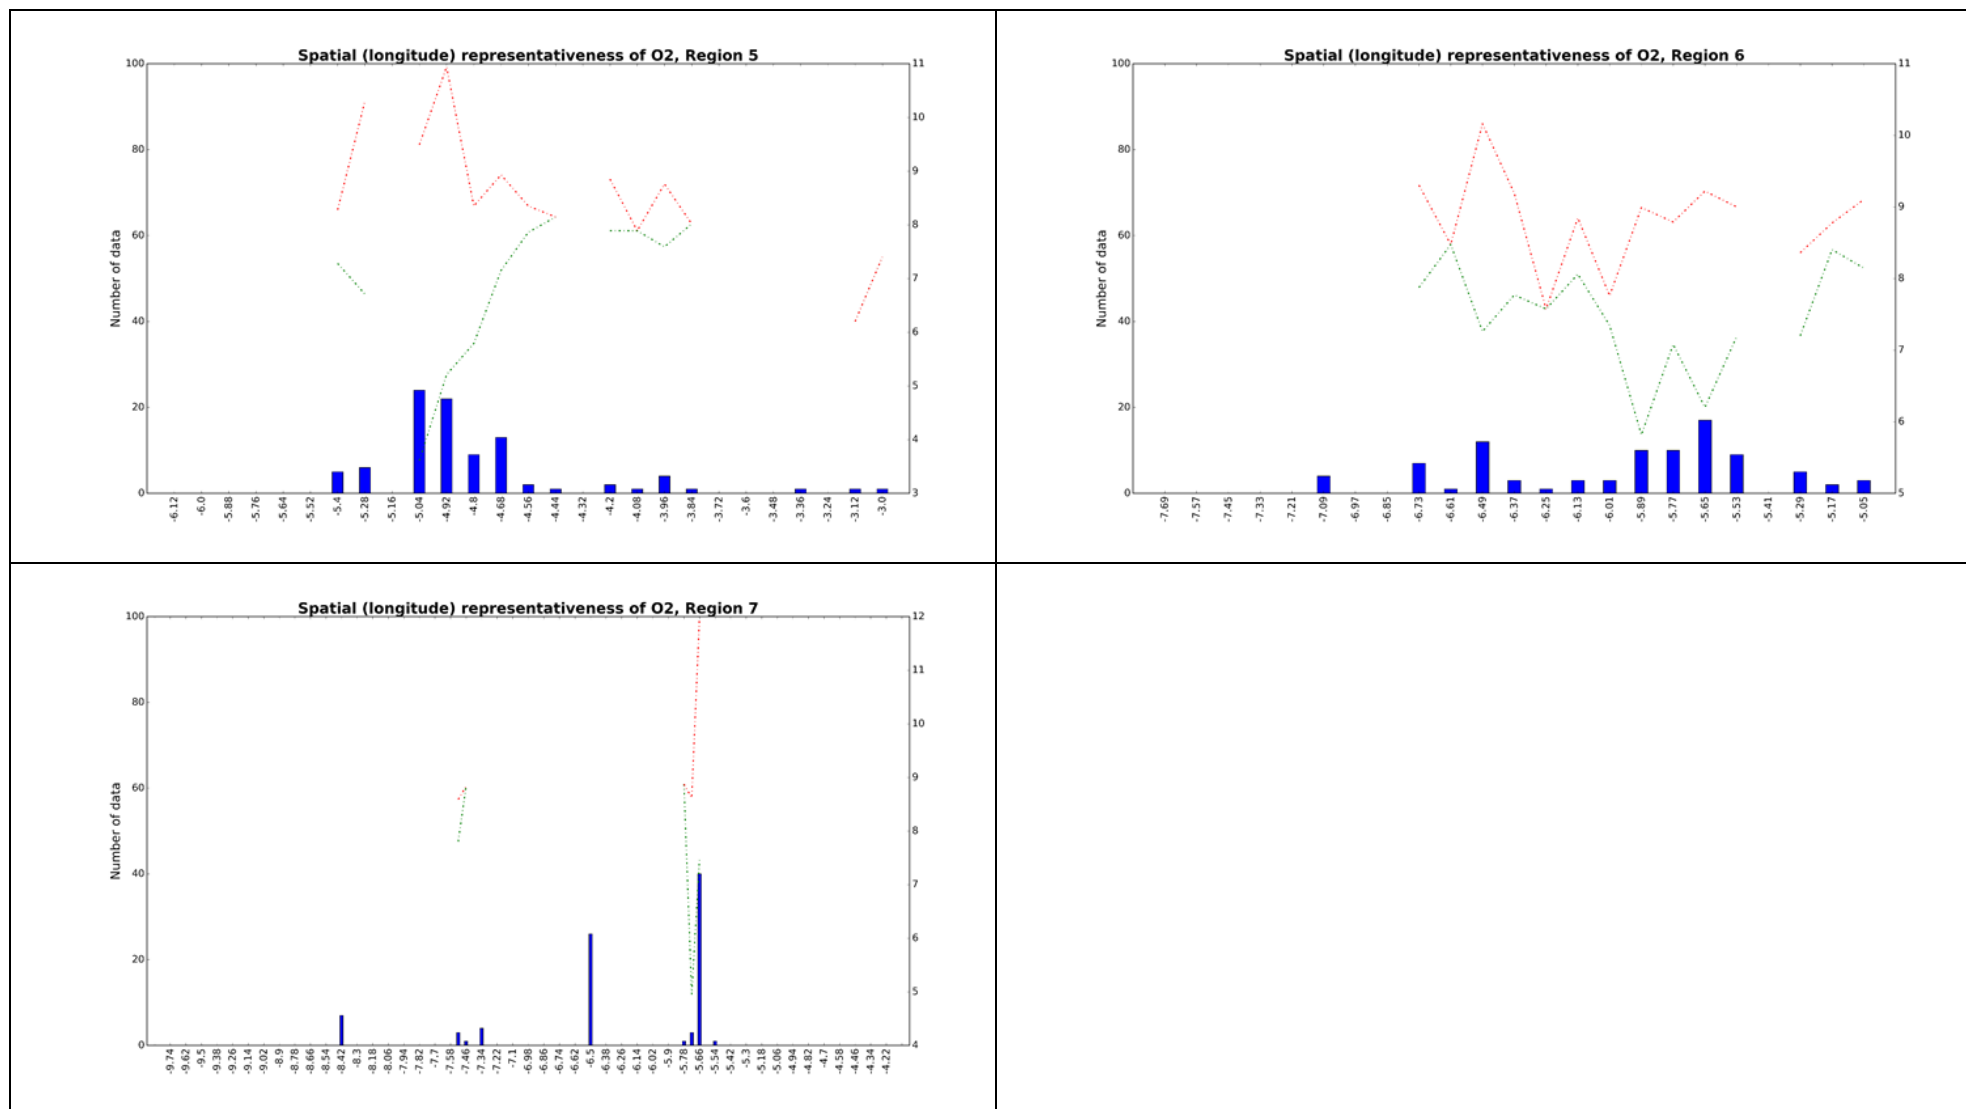 Spatial (longitude) representativeness of O2, Region 5
100 80 60 40 20 0
Number of data
11 10 9 8 7 6 5 4 3
-6.12 -6.0 -5.88 -5.76 -5.64 -5.52 -5.4 -5.28 -5.16 -5.04 -4.92 -4.8 -4.68 -4.56 -4.44 -4.32 -4.2 -4.08 -3.96 -3.84 -3.72 -3.6 -3.48 -3.36 -3.24 -3.12 -3.0
Spatial (longitude) representativeness of O2, Region 6
100 80 60 40 20 0
Number of data
11 10 9 8 7 6 5
-7.69 -7.57 -7.45 -7.33 -7.21 -7.09 -6.97 -6.85 -6.73 -6.61 -6.49 -6.37 -6.25 -6.13 -6.01 -5.89 -5.77 -5.65 -5.53 -5.41 -5.29 -5.17 -5.05
Spatial (longitude) representativeness of O2, Region 7
100 80 60 40 20 0
Number of data
12 11 10 9 8 7 6 5 4
-9.74 -9.62 -9.5 -9.38 -9.26 -9.14 -9.02 -8.9 -8.78 -8.66 -8.54 -8.42 -8.3 -8.18 -8.06 -7.94 -7.82 -7.7 -7.58 -7.46 -7.34 -7.22 -7.1 -6.98 -6.86 -6.74 -6.62 -6.5 -6.38 -6.26 -6.14 -6.02 -5.9 -5.78 -5.66 -5.54 -5.42 -5.3 -5.18 -5.06 -4.94 -4.82 -4.7 -4.58 -4.46 -4.34 -4.22